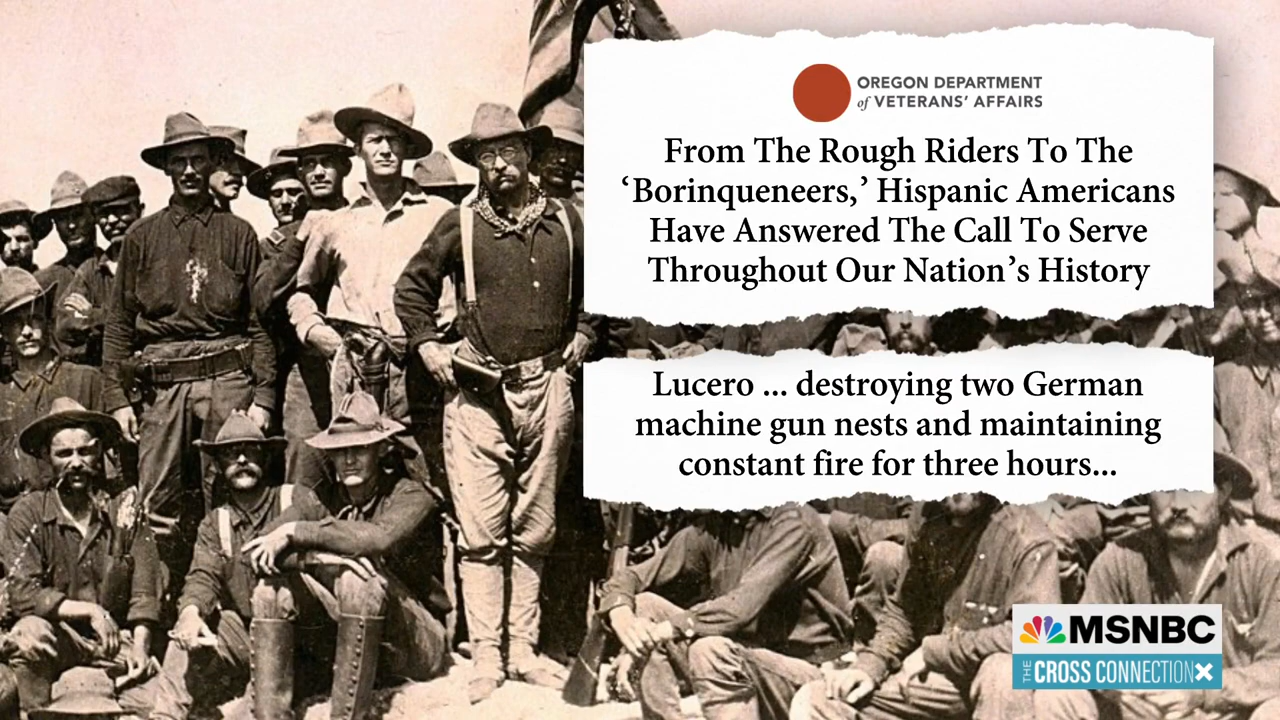 OREGON DEPARTMENT
of VETERANS' AFFAIRS
From The Rough Riders To The
‘Borinqueneers,’ Hispanic Americans
Have Answered The Call To Serve
Throughout Our Nation’s History
Lucero ... destroying two German
machine gun nests and maintaining
constant fire for three hours...
MSNBC
THE CROSS CONNECTION